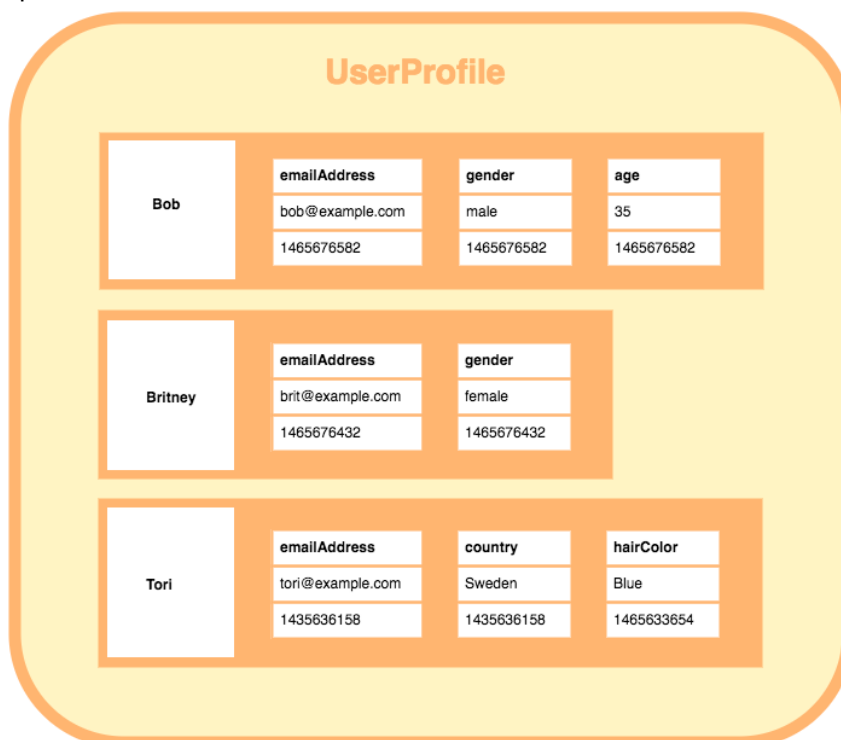 UserProfile
emailAddress gender age
Bob
bob@example.com male 35
1465676582 1465676582 1465676582
emailAddress gender
Britney
brit@example.com female
1465676432 1465676432
emailAddress country hairColor
Tori
tori@example.com Sweden Blue
1435636158 1435636158 1465633654